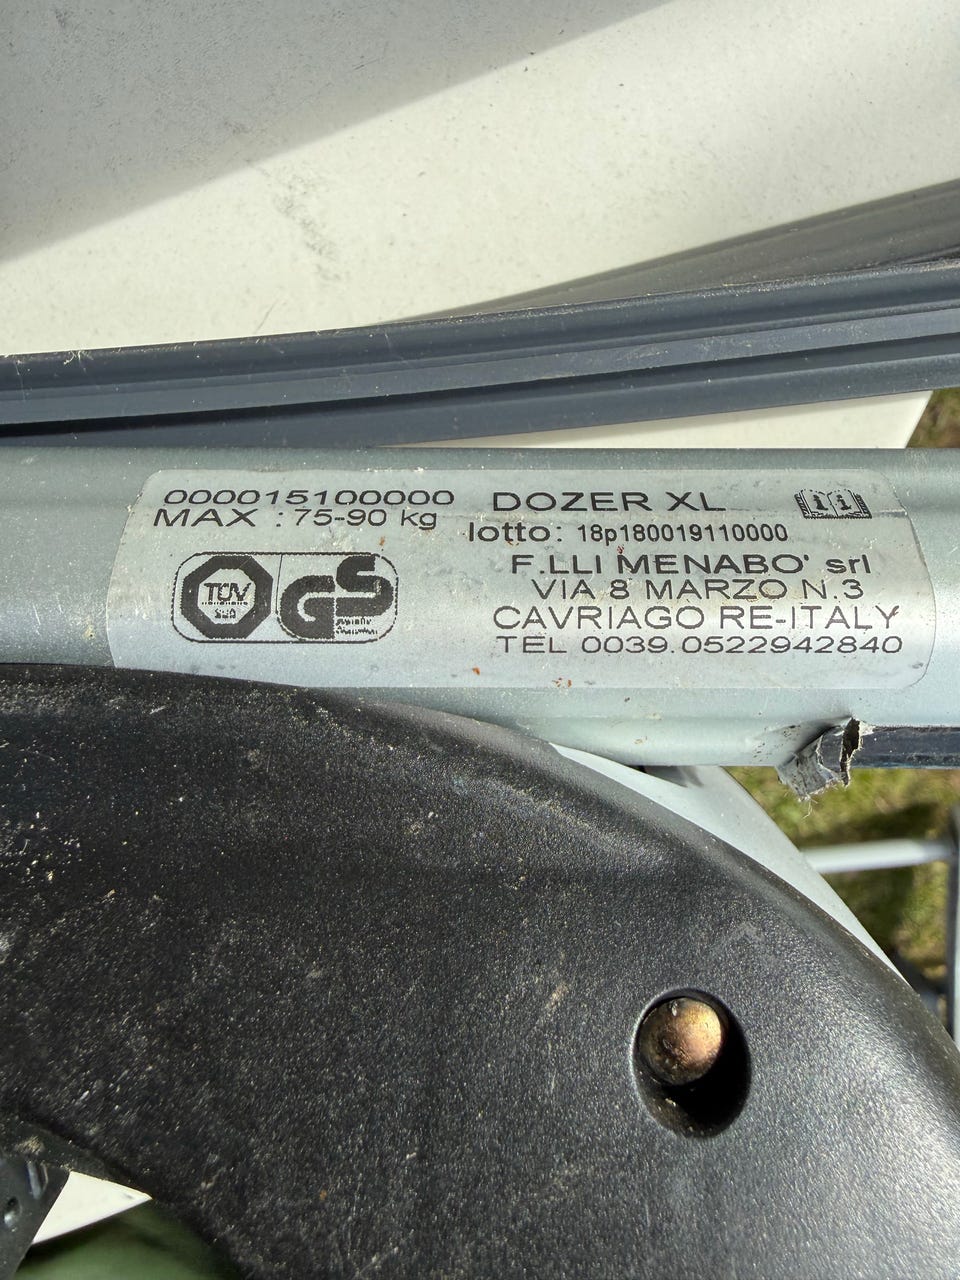 000015100000 DOZER XL
MAX : 75-90 kg lotto: 18p180019110000
F.LLI MENABO' srl
VIA 8 MARZO N.3
CAVRIAGO RE-ITALY
TEL 0039.0522942840
TÜV
SÜD
GS